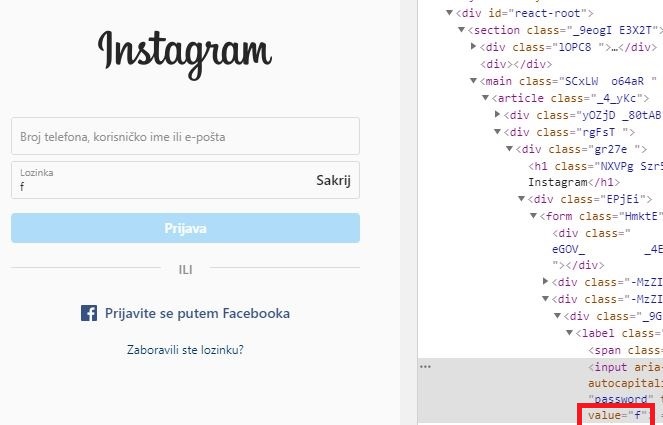 Instagram
Broj telefona, korisničko ime ili e-pošta
Lozinka
f
Sakrij
Prijava
ILI
Prijavite se putem Facebooka
Zaboravili ste lozinku?
<div id="react-root">
<section class="_9eogI E3X2T">
<div class="lOPC8 ">…</div>
<div></div>
<main class="SCxLW o64aR "
<article class="_4_yKc">
<div class="yOZjD _80tAB
<div class="rgFsT ">
<div class="gr27e ">
<h1 class="NXVPg Szr5
Instagram</h1>
<div class="EPjEi">
<form class="HmktE"
<div class="
eGOV_ _4E
"></div>
<div class="-MzZI
<div class="-MzZI
<div class="_9G
<label class="
<span class=
<input aria-
autocapitali
"password" t
value="f"